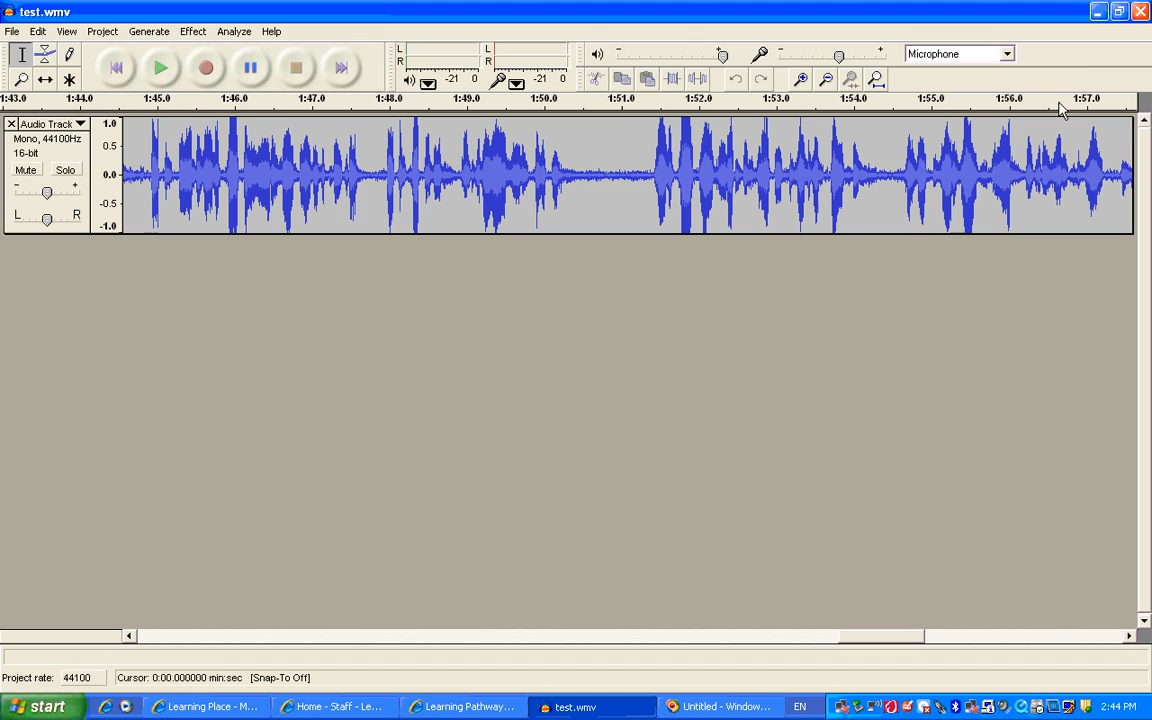 test.wmv
File Edit View Project Generate Effect Analyze Help
L
R
-21 0
L
R
-21 0
- +
- +
Microphone
1:43.0 1:44.0 1:45.0 1:46.0 1:47.0 1:48.0 1:49.0 1:50.0 1:51.0 1:52.0 1:53.0 1:54.0 1:55.0 1:56.0 1:57.0
Audio Track
Mono, 44100Hz
16-bit
Mute Solo
- +
L R
1.0
0.5
0.0
-0.5
-1.0
Project rate: 44100 Cursor: 0:00.000000 min:sec [Snap-To Off]
start Learning Place - M... Home - Staff - Le... Learning Pathway... test.wmv Untitled - Window... EN 2:44 PM